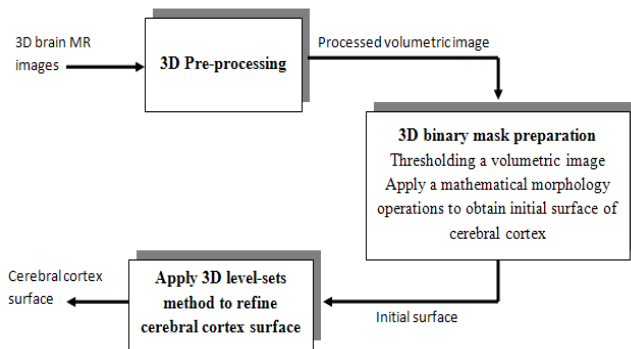 3D brain MR
images
3D Pre-processing
Processed volumetric image
3D binary mask preparation
Thresholding a volumetric image
Apply a mathematical morphology
operations to obtain initial surface of
cerebral cortex
Initial surface
Apply 3D level-sets
method to refine
cerebral cortex surface
Cerebral cortex
surface